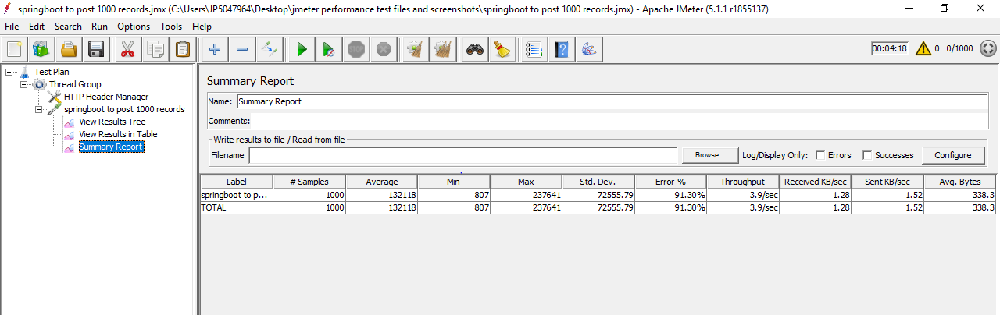 springboot to post 1000 records.jmx (C:\Users\JP5047964\Desktop\jmeter performance test files and screenshots\springboot to post 1000 records.jmx) - Apache JMeter (5.1.1 r1855137)
File Edit Search Run Options Tools Help
00:04:18 0 0/1000
Test Plan
Thread Group
HTTP Header Manager
springboot to post 1000 records
View Results Tree
View Results in Table
Summary Report
Summary Report
Name: Summary Report
Comments:
Write results to file / Read from file
Filename Browse... Log/Display Only: Errors Successes Configure
Label # Samples Average Min Max Std. Dev. Error % Throughput Received KB/sec Sent KB/sec Avg. Bytes
springboot to p... 1000 132118 807 237641 72555.79 91.30% 3.9/sec 1.28 1.52 338.3
TOTAL 1000 132118 807 237641 72555.79 91.30% 3.9/sec 1.28 1.52 338.3